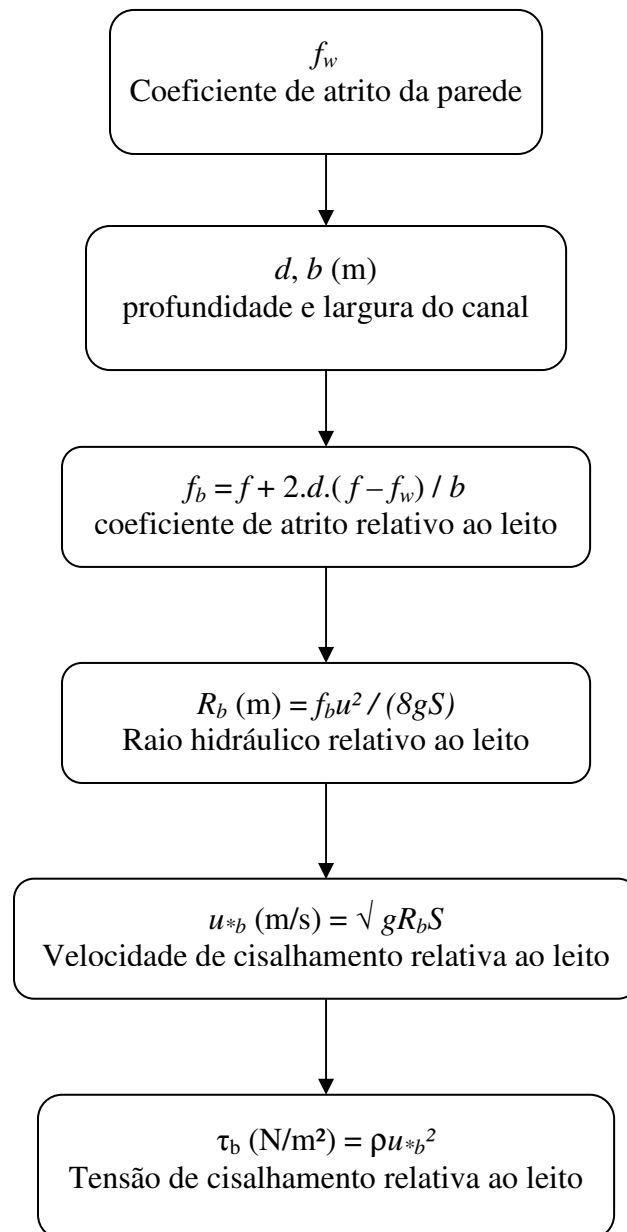 f_w
Coeficiente de atrito da parede
d, b (m)
profundidade e largura do canal
f_b = f + 2.d.( f – f_w) / b
coeficiente de atrito relativo ao leito
R_b (m) = f_bu² / (8gS)
Raio hidráulico relativo ao leito
u_*b (m/s) = √ gR_bS
Velocidade de cisalhamento relativa ao leito
τ_b (N/m²) = ρu_*b²
Tensão de cisalhamento relativa ao leito